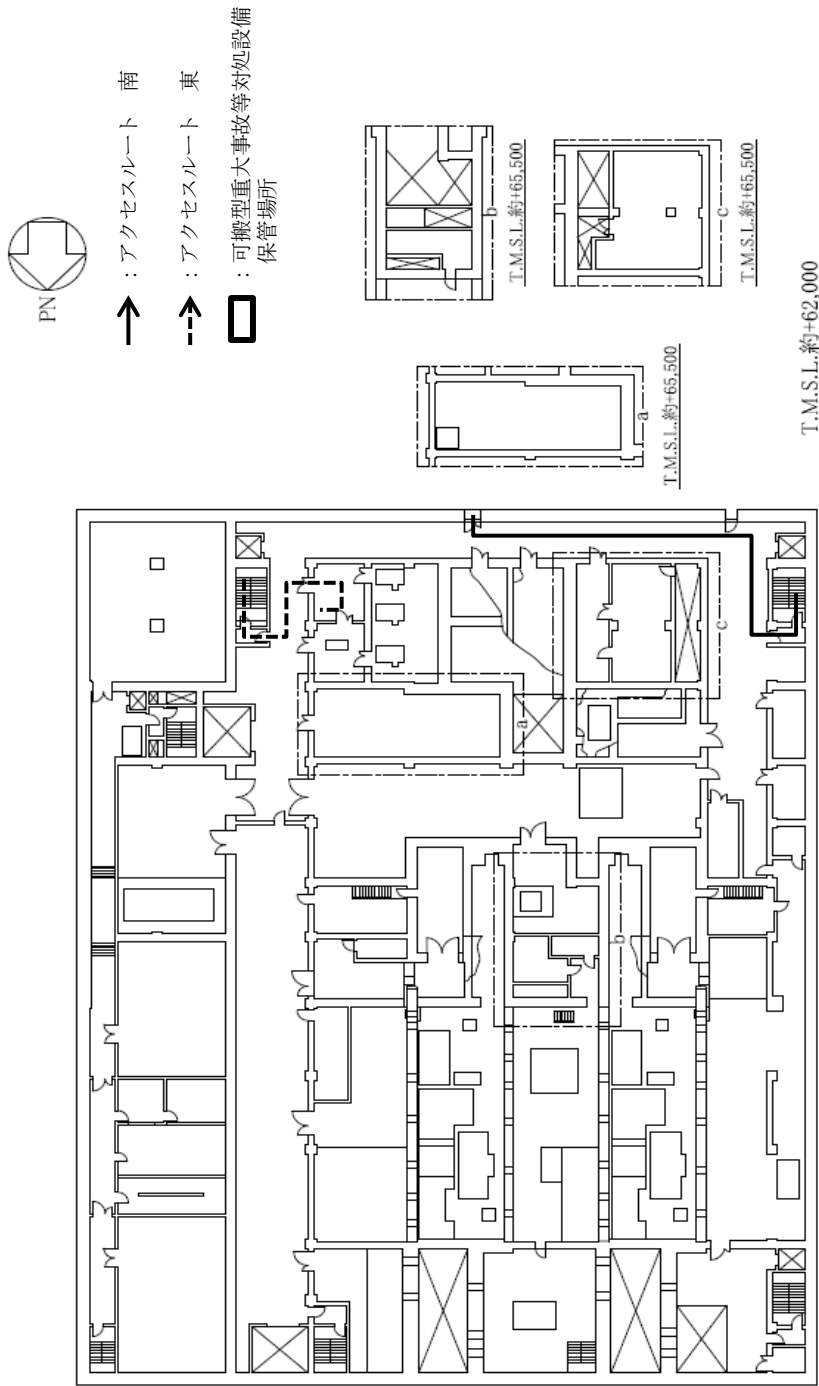 PN
：アクセスルート　南
：アクセスルート　東
：可搬型重大事故等対処設備
保管場所
b
T.M.S.L.約+65,500
c
T.M.S.L.約+65,500
a
T.M.S.L.約+65,500
T.M.S.L.約+62,000
a
b
c